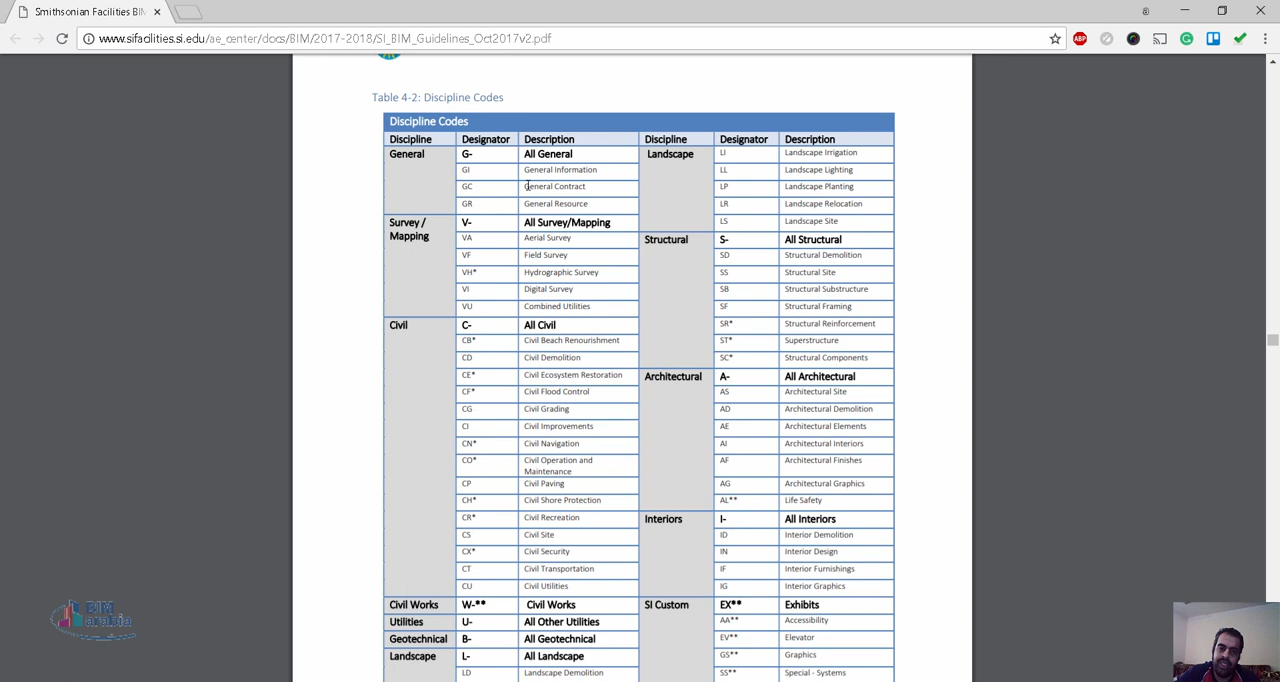 Smithsonian Facilities BIM
www.sifacilities.si.edu/ae_center/docs/BIM/2017-2018/SI_BIM_Guidelines_Oct2017v2.pdf
ABP
Table 4-2: Discipline Codes
Discipline Codes
Discipline Designator Description Discipline Designator Description
General G- All General Landscape LI Landscape Irrigation
GI General Information LL Landscape Lighting
GC General Contract LP Landscape Planting
GR General Resource LR Landscape Relocation
Survey / V- All Survey/Mapping LS Landscape Site
Mapping VA Aerial Survey Structural S- All Structural
VF Field Survey SD Structural Demolition
VH* Hydrographic Survey SS Structural Site
VI Digital Survey SB Structural Substructure
VU Combined Utilities SF Structural Framing
Civil C- All Civil SR* Structural Reinforcement
CB* Civil Beach Renourishment ST* Superstructure
CD Civil Demolition SC* Structural Components
CE* Civil Ecosystem Restoration Architectural A- All Architectural
CF* Civil Flood Control AS Architectural Site
CG Civil Grading AD Architectural Demolition
CI Civil Improvements AE Architectural Elements
CN* Civil Navigation AI Architectural Interiors
CO* Civil Operation and AF Architectural Finishes
Maintenance
CP Civil Paving AG Architectural Graphics
CH* Civil Shore Protection AL** Life Safety
CR* Civil Recreation Interiors I- All Interiors
CS Civil Site ID Interior Demolition
CX* Civil Security IN Interior Design
CT Civil Transportation IF Interior Furnishings
CU Civil Utilities IG Interior Graphics
Civil Works W-** Civil Works SI Custom EX** Exhibits
Utilities U- All Other Utilities AA** Accessibility
Geotechnical B- All Geotechnical EV** Elevator
Landscape L- All Landscape GS** Graphics
LD Landscape Demolition SS** Special - Systems
BIM
arabia